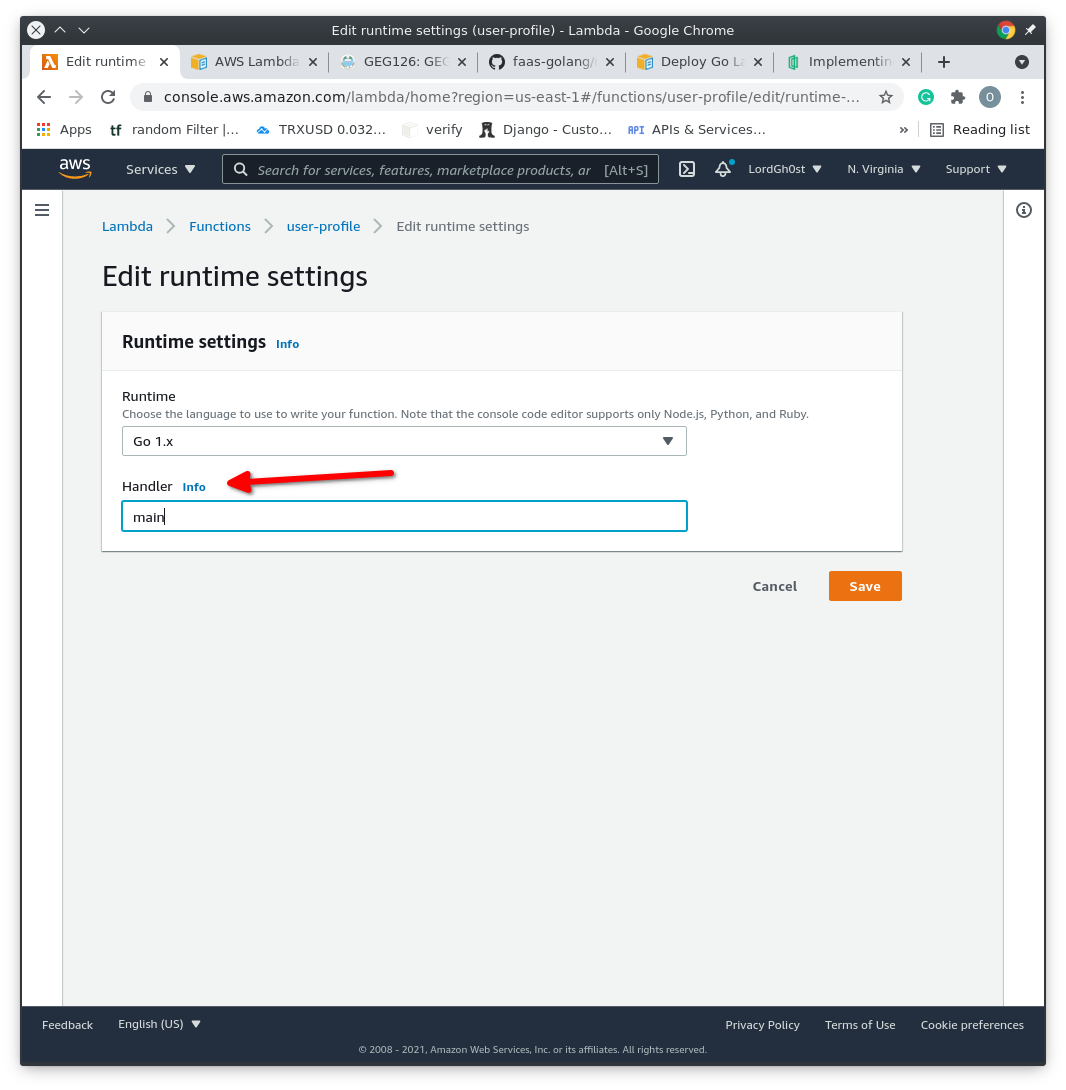 Edit runtime settings (user-profile) - Lambda - Google Chrome
Edit runtime
AWS Lambda
GEG126: GEG
faas-golang/
Deploy Go La
Implementin
console.aws.amazon.com/lambda/home?region=us-east-1#/functions/user-profile/edit/runtime-...
O
Apps
tf random Filter |...
TRXUSD 0.032...
verify
Django - Custo...
API APIs & Services...
»
Reading list
aws
Services
Search for services, features, marketplace products, ar [Alt+S]
LordGh0st
N. Virginia
Support
Lambda
Functions
user-profile
Edit runtime settings
Edit runtime settings
Runtime settings Info
Runtime
Choose the language to use to write your function. Note that the console code editor supports only Node.js, Python, and Ruby.
Go 1.x
Handler Info
main
Cancel
Save
Feedback
English (US)
Privacy Policy
Terms of Use
Cookie preferences
© 2008 - 2021, Amazon Web Services, Inc. or its affiliates. All rights reserved.